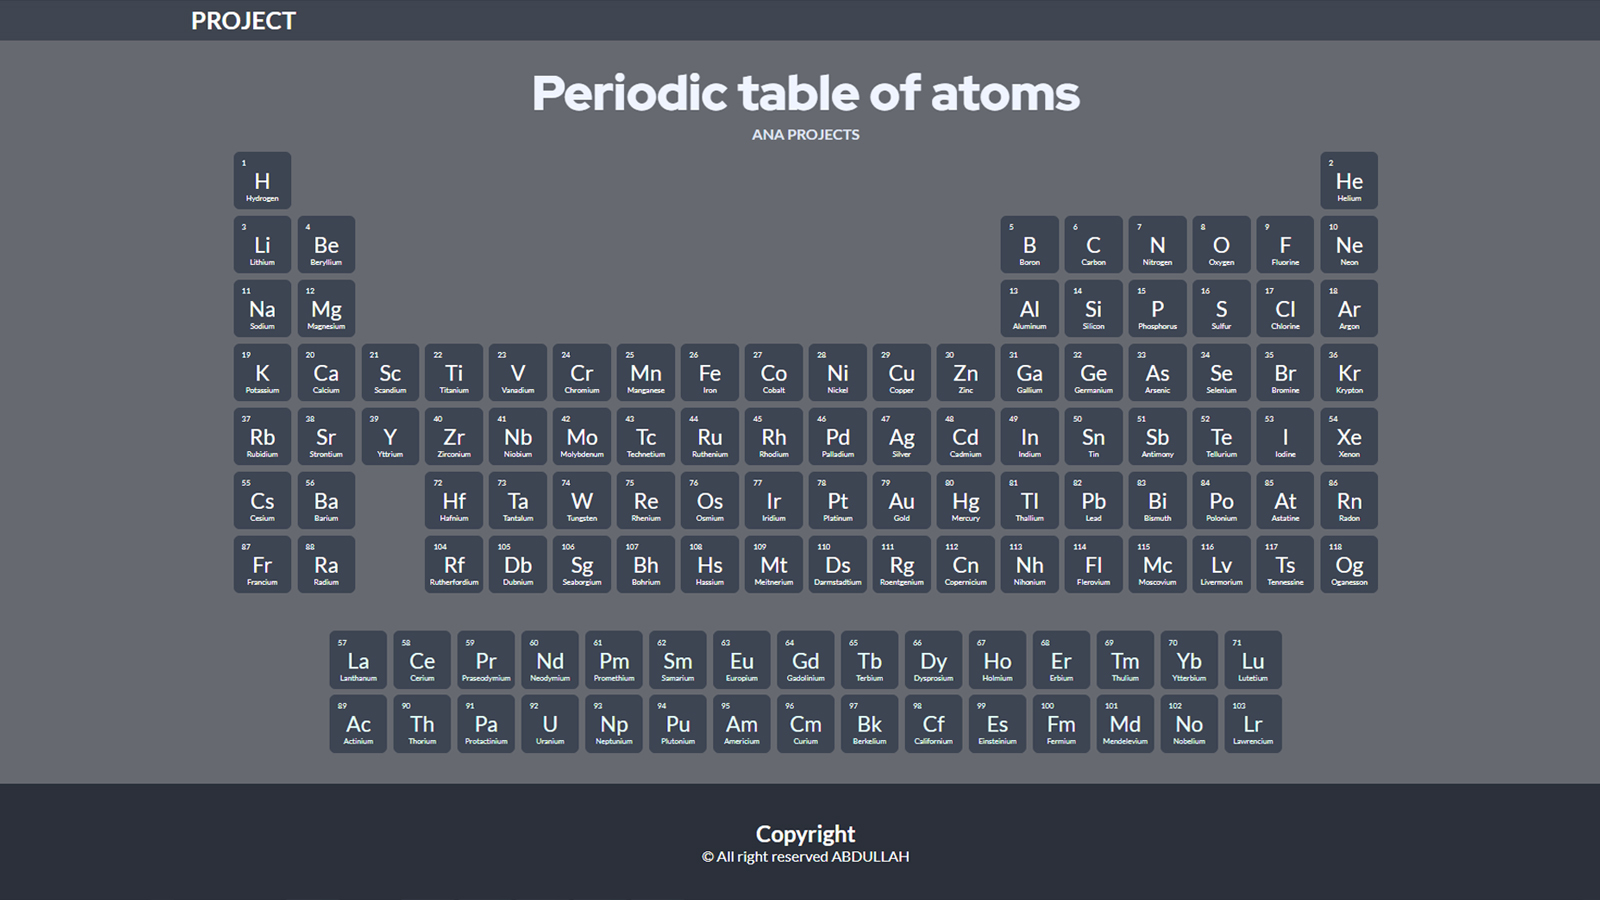 PROJECT
Periodic table of atoms
ANA PROJECTS
1 2
H He
Hydrogen Helium
3 4 5 6 7 8 9 10
Li Be B C N O F Ne
Lithium Beryllium Boron Carbon Nitrogen Oxygen Fluorine Neon
11 12 13 14 15 16 17 18
Na Mg Al Si P S Cl Ar
Sodium Magnesium Aluminum Silicon Phosphorus Sulfur Chlorine Argon
19 20 21 22 23 24 25 26 27 28 29 30 31 32 33 34 35 36
K Ca Sc Ti V Cr Mn Fe Co Ni Cu Zn Ga Ge As Se Br Kr
Potassium Calcium Scandium Titanium Vanadium Chromium Manganese Iron Cobalt Nickel Copper Zinc Gallium Germanium Arsenic Selenium Bromine Krypton
37 38 39 40 41 42 43 44 45 46 47 48 49 50 51 52 53 54
Rb Sr Y Zr Nb Mo Tc Ru Rh Pd Ag Cd In Sn Sb Te I Xe
Rubidium Strontium Yttrium Zirconium Niobium Molybdenum Technetium Ruthenium Rhodium Palladium Silver Cadmium Indium Tin Antimony Tellurium Iodine Xenon
55 56 72 73 74 75 76 77 78 79 80 81 82 83 84 85 86
Cs Ba Hf Ta W Re Os Ir Pt Au Hg Tl Pb Bi Po At Rn
Cesium Barium Hafnium Tantalum Tungsten Rhenium Osmium Iridium Platinum Gold Mercury Thallium Lead Bismuth Polonium Astatine Radon
87 88 104 105 106 107 108 109 110 111 112 113 114 115 116 117 118
Fr Ra Rf Db Sg Bh Hs Mt Ds Rg Cn Nh Fl Mc Lv Ts Og
Francium Radium Rutherfordium Dubnium Seaborgium Bohrium Hassium Meitnerium Darmstadtium Roentgenium Copernicium Nihonium Flerovium Moscovium Livermorium Tennessine Oganesson
57 58 59 60 61 62 63 64 65 66 67 68 69 70 71
La Ce Pr Nd Pm Sm Eu Gd Tb Dy Ho Er Tm Yb Lu
Lanthanum Cerium Praseodymium Neodymium Promethium Samarium Europium Gadolinium Terbium Dysprosium Holmium Erbium Thulium Ytterbium Lutetium
89 90 91 92 93 94 95 96 97 98 99 100 101 102 103
Ac Th Pa U Np Pu Am Cm Bk Cf Es Fm Md No Lr
Actinium Thorium Protactinium Uranium Neptunium Plutonium Americium Curium Berkelium Californium Einsteinium Fermium Mendelevium Nobelium Lawrencium
Copyright
© All right reserved ABDULLAH